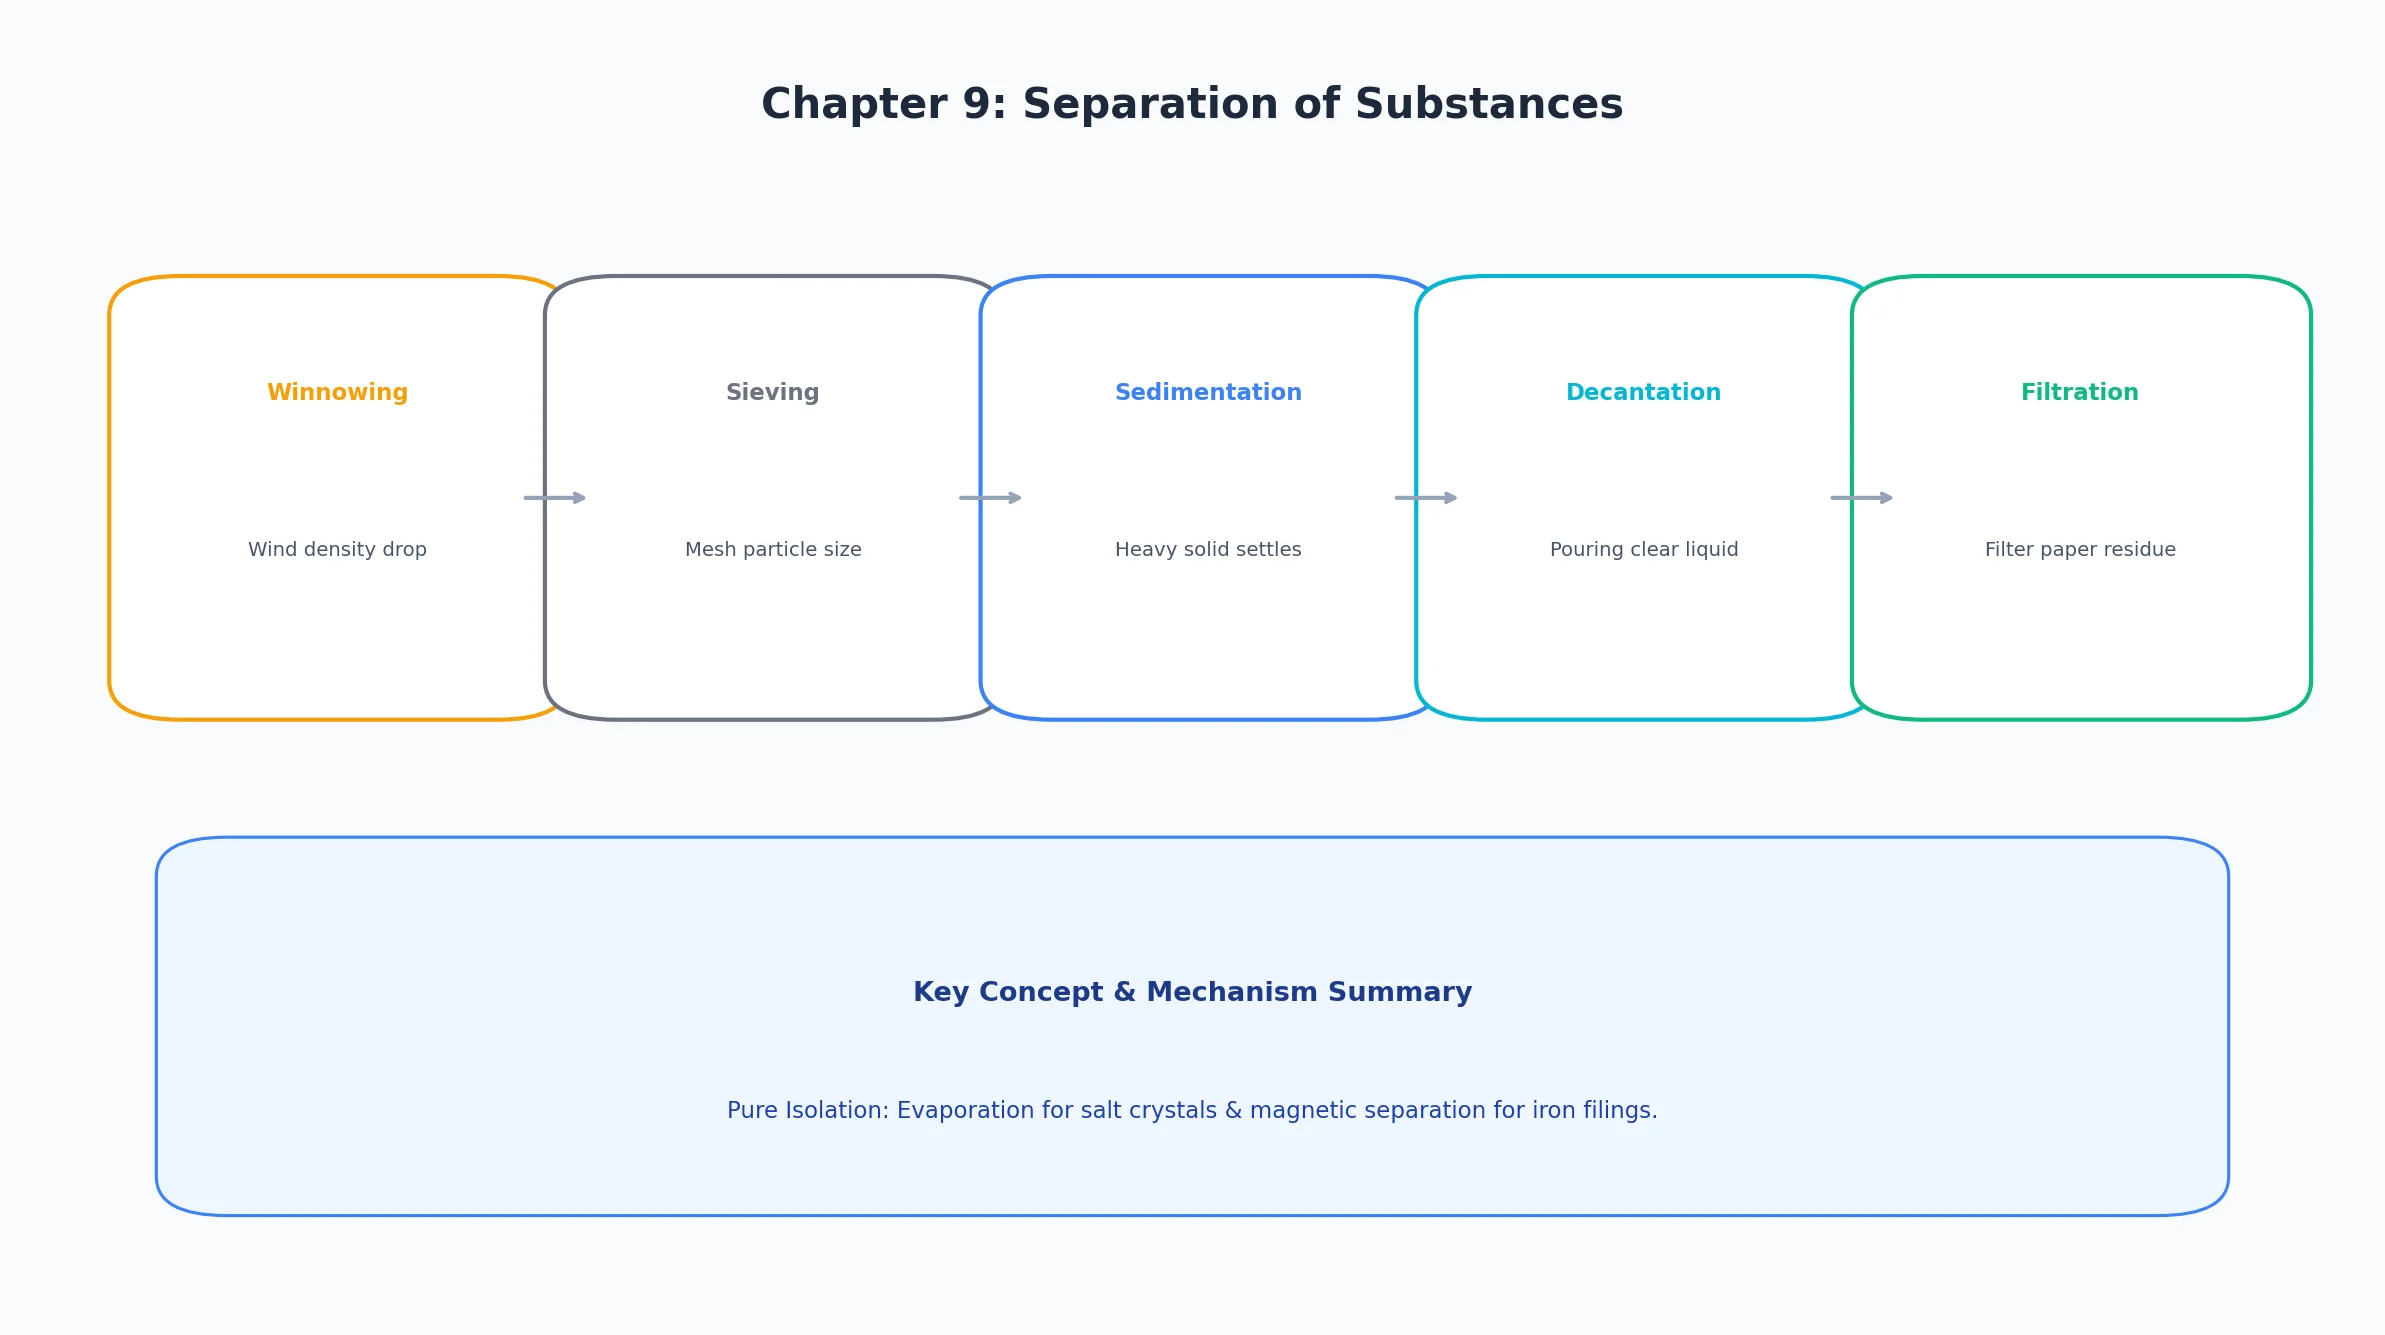 Chapter 9: Separation of Substances
Winnowing
Sieving
Sedimentation
Decantation
Filtration
Wind density drop
Mesh particle size
Heavy solid settles
Pouring clear liquid
Filter paper residue
Key Concept & Mechanism Summary
Pure Isolation: Evaporation for salt crystals & magnetic separation for iron filings.